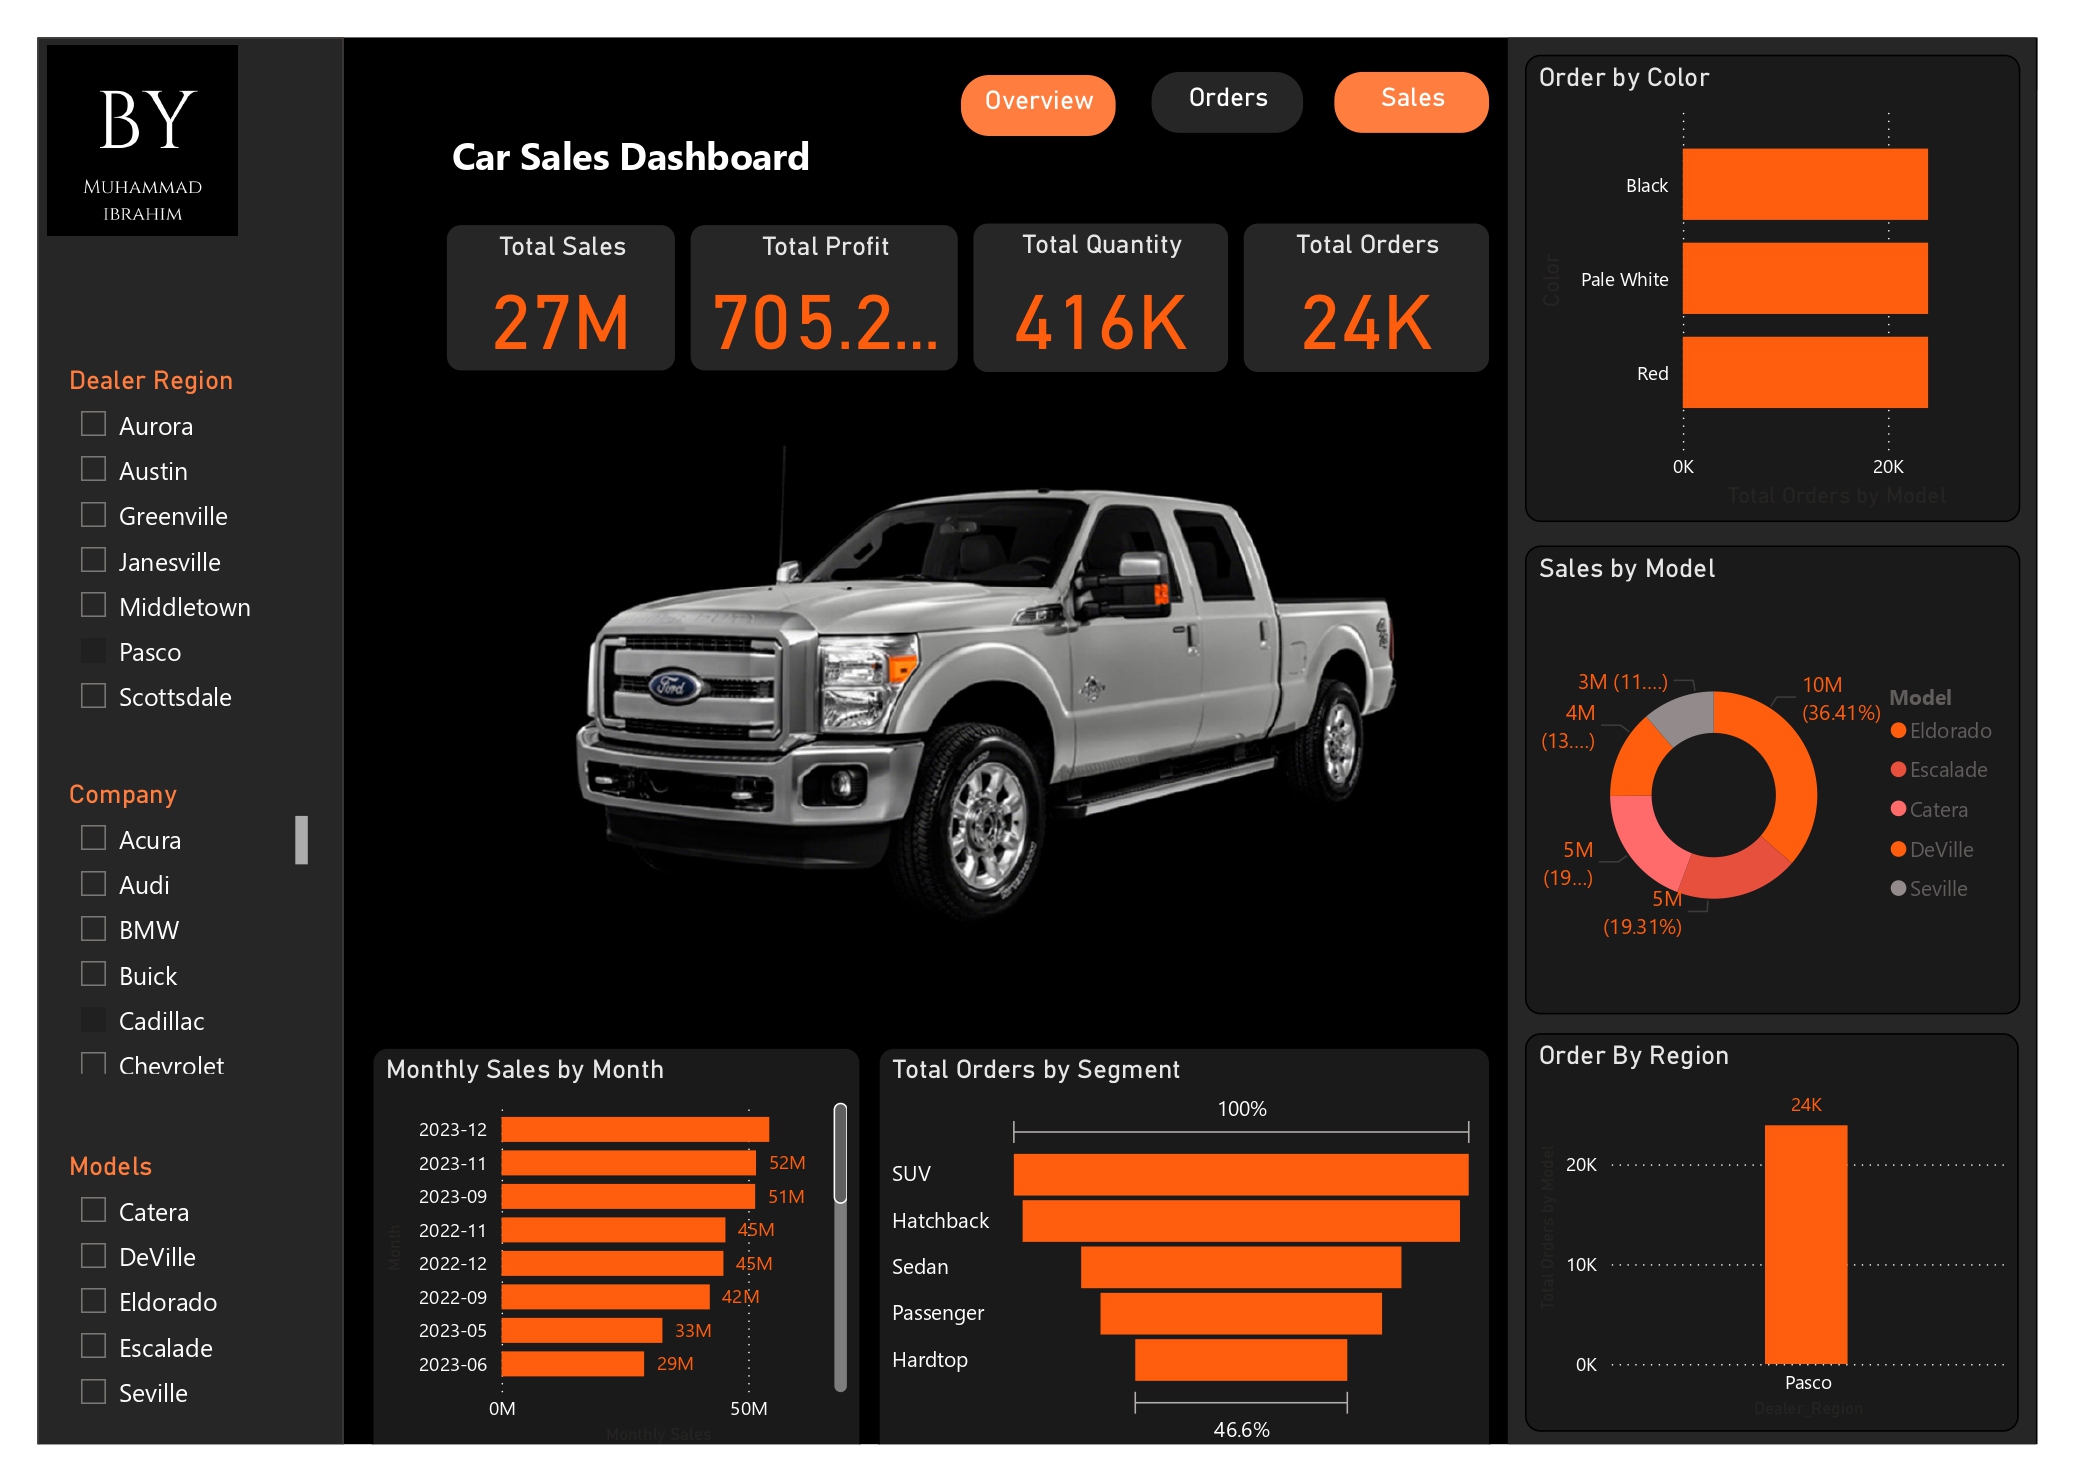 BY
MUHAMMAD
IBRAHIM
Overview
Orders
Sales
Car Sales Dashboard
Total Sales
27M
Total Profit
705.2...
Total Quantity
416K
Total Orders
24K
Dealer Region
Aurora
Austin
Greenville
Janesville
Middletown
Pasco
Scottsdale
Company
Acura
Audi
BMW
Buick
Cadillac
Chevrolet
Models
Catera
DeVille
Eldorado
Escalade
Seville
Ford
Monthly Sales by Month
Month
2023-12
2023-11 52M
2023-09 51M
2022-11 45M
2022-12 45M
2022-09 42M
2023-05 33M
2023-06 29M
0M 50M
Monthly Sales
Total Orders by Segment
100%
SUV
Hatchback
Sedan
Passenger
Hardtop
46.6%
Order by Color
Color
Black
Pale White
Red
0K 20K
Total Orders by Model
Sales by Model
3M (11....)
10M
(36.41%)
4M
(13....)
5M
(19...)
5M
(19.31%)
Model
Eldorado
Escalade
Catera
DeVille
Seville
Order By Region
Total Orders by Model
24K
20K
10K
0K
Pasco
Dealer_Region